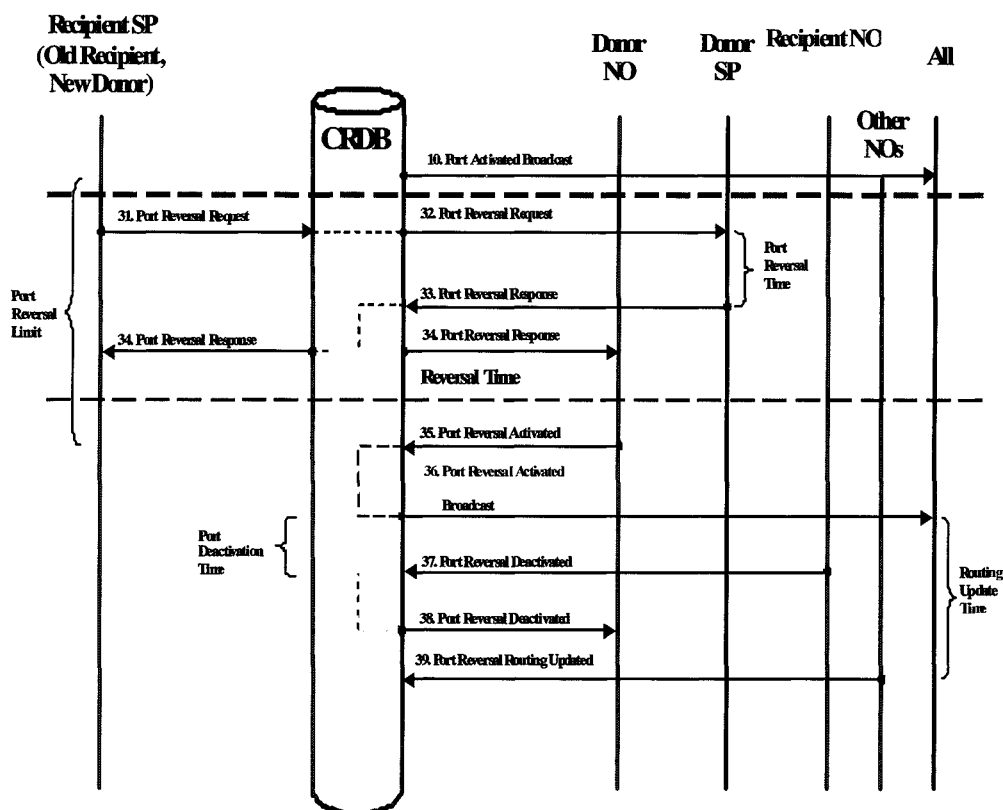 Recipient SP
(Old Recipient,
New Donor)
Donor
NO
Donor
SP
Recipient NO
All
CRDB
Other
NOs
10. Port Activated Broadcast
31. Port Reversal Request
32. Port Reversal Request
Port
Reversal
Time
Port
Reversal
Limit
33. Port Reversal Response
34. Port Reversal Response
34. Port Reversal Response
Reversal Time
35. Port Reversal Activated
36. Port Reversal Activated
Broadcast
Port
Deactivation
Time
37. Port Reversal Deactivated
Routing
Update
Time
38. Port Reversal Deactivated
39. Port Reversal Routing Updated